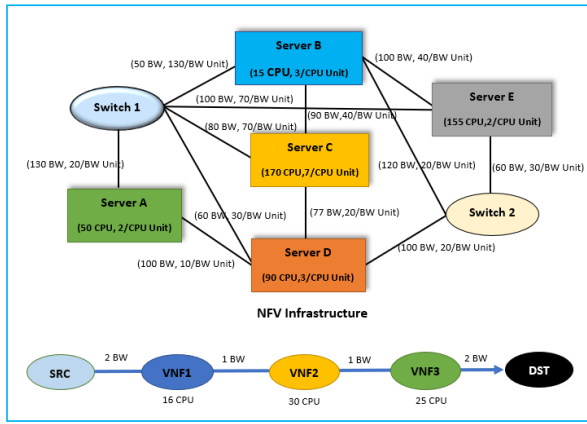 Server B
(15 CPU, 3/CPU Unit)
(50 BW, 130/BW Unit)
(100 BW, 40/BW Unit)
Switch 1
(100 BW, 70/BW Unit)
Server E
(155 CPU,2/CPU Unit)
(90 BW,40/BW Unit)
(80 BW, 70/BW Unit)
Server C
(170 CPU,7/CPU Unit)
(130 BW, 20/BW Unit)
(120 BW, 20/BW Unit)
(60 BW, 30/BW Unit)
Server A
(50 CPU, 2/CPU Unit)
Switch 2
(60 BW, 30/BW Unit)
(77 BW,20/BW Unit)
Server D
(90 CPU,3/CPU Unit)
(100 BW, 10/BW Unit)
(100 BW, 20/BW Unit)
NFV Infrastructure
2 BW
1 BW
1 BW
2 BW
SRC
VNF1
VNF2
VNF3
DST
16 CPU
30 CPU
25 CPU